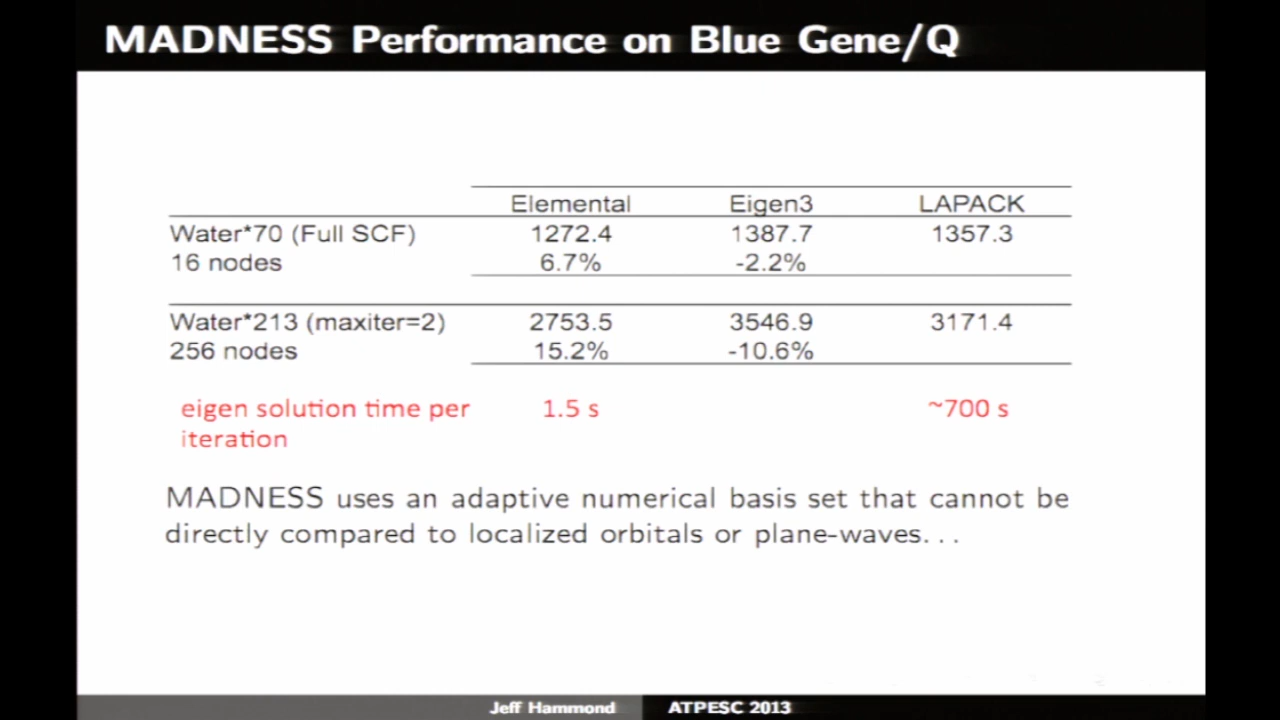 MADNESS Performance on Blue Gene/Q
Elemental Eigen3 LAPACK
Water*70 (Full SCF) 1272.4 1387.7 1357.3
16 nodes 6.7% -2.2%
Water*213 (maxiter=2) 2753.5 3546.9 3171.4
256 nodes 15.2% -10.6%
eigen solution time per 1.5 s ~700 s
iteration
MADNESS uses an adaptive numerical basis set that cannot be
directly compared to localized orbitals or plane-waves...
Jeff Hammond ATPESC 2013